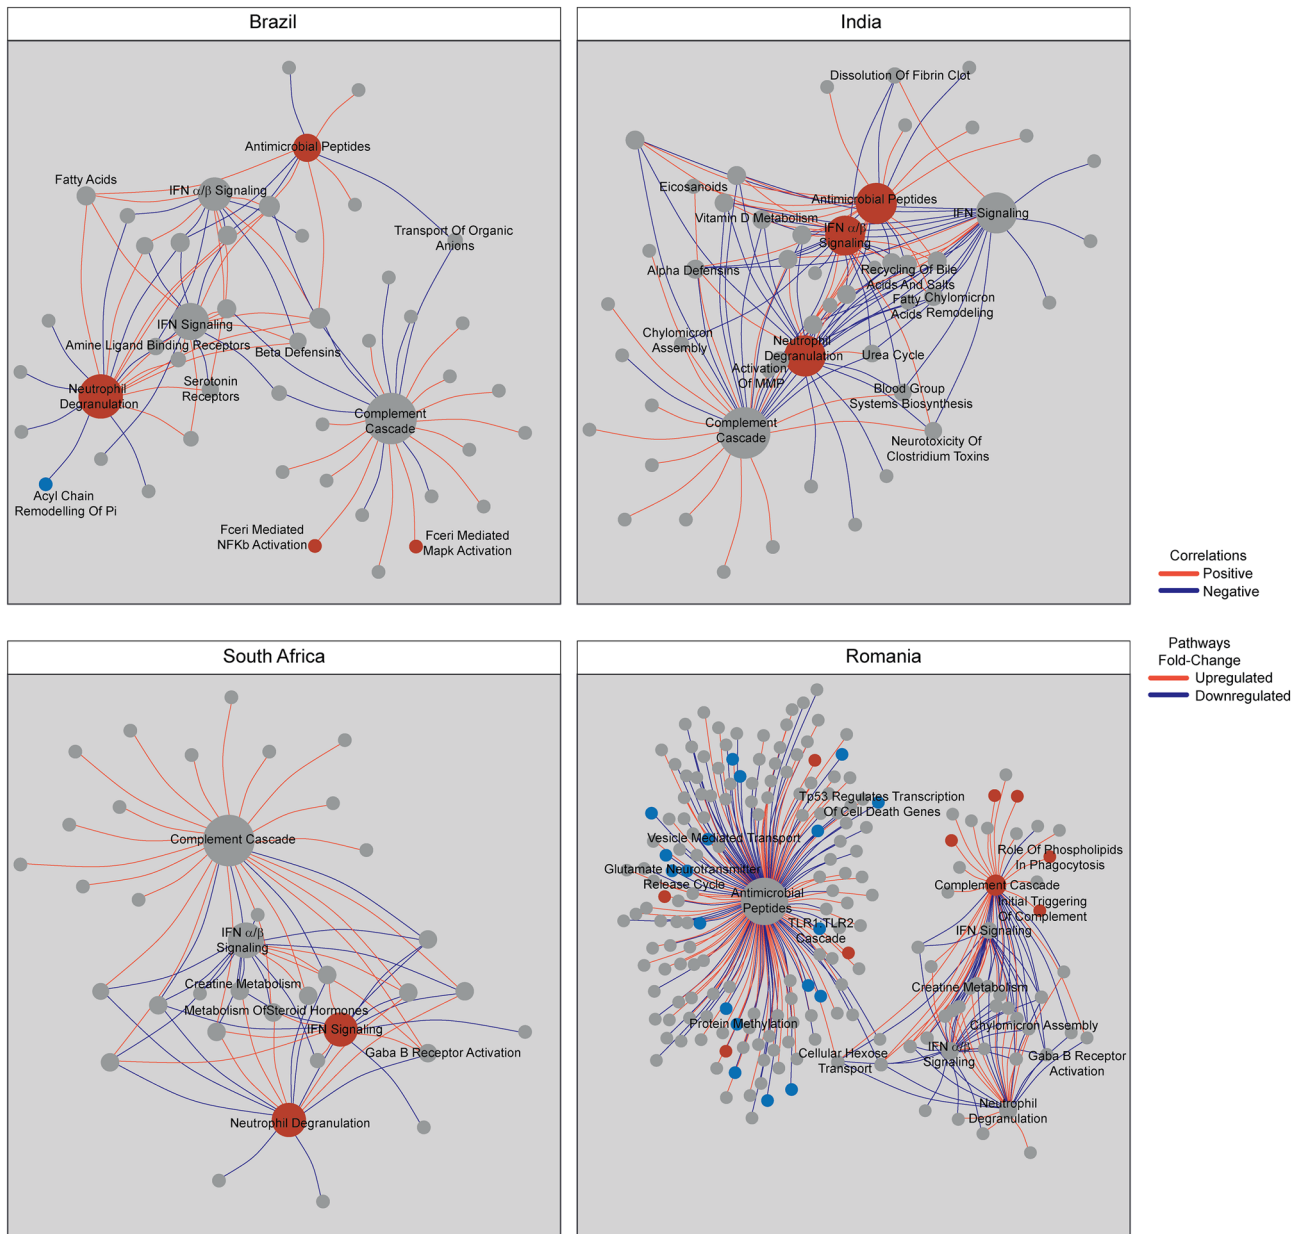 Brazil
Antimicrobial Peptides
Fatty Acids
IFN α/β Signaling
Transport Of Organic
Anions
IFN Signaling
Amine Ligand Binding Receptors
Beta Defensins
Neutrophil
Degranulation
Serotonin
Receptors
Complement
Cascade
Acyl Chain
Remodelling Of Pi
Fceri Mediated
NFKb Activation
Fceri Mediated
Mapk Activation
India
Dissolution Of Fibrin Clot
Eicosanoids
Antimicrobial Peptides
Vitamin D Metabolism
IFN Signaling
IFN α/β
Signaling
Alpha Defensins
Recycling Of Bile
Acids And Salts
Fatty
Acids
Chylomicron
Remodeling
Chylomicron
Assembly
Neutrophil
Degranulation
Urea Cycle
Activation
Of MMP
Blood Group
Systems Biosynthesis
Complement
Cascade
Neurotoxicity Of
Clostridium Toxins
Correlations
Positive
Negative
Pathways
Fold-Change
Upregulated
Downregulated
South Africa
Complement Cascade
IFN α/β
Signaling
Creatine Metabolism
Metabolism OfSteroid Hormones
IFN Signaling
Gaba B Receptor Activation
Neutrophil Degranulation
Romania
Tp53 Regulates Transcription
Of Cell Death Genes
Vesicle Mediated Transport
Glutamate Neurotransmitter
Release Cycle
Antimicrobial
Peptides
TLR1:TLR2
Cascade
Role Of Phospholipids
In Phagocytosis
Complement Cascade
Initial Triggering
Of Complement
IFN Signaling
Creatine Metabolism
Protein Methylation
Chylomicron Assembly
Cellular Hexose
Transport
IFN α/β
Signaling
Gaba B Receptor
Activation
Neutrophil
Degranulation